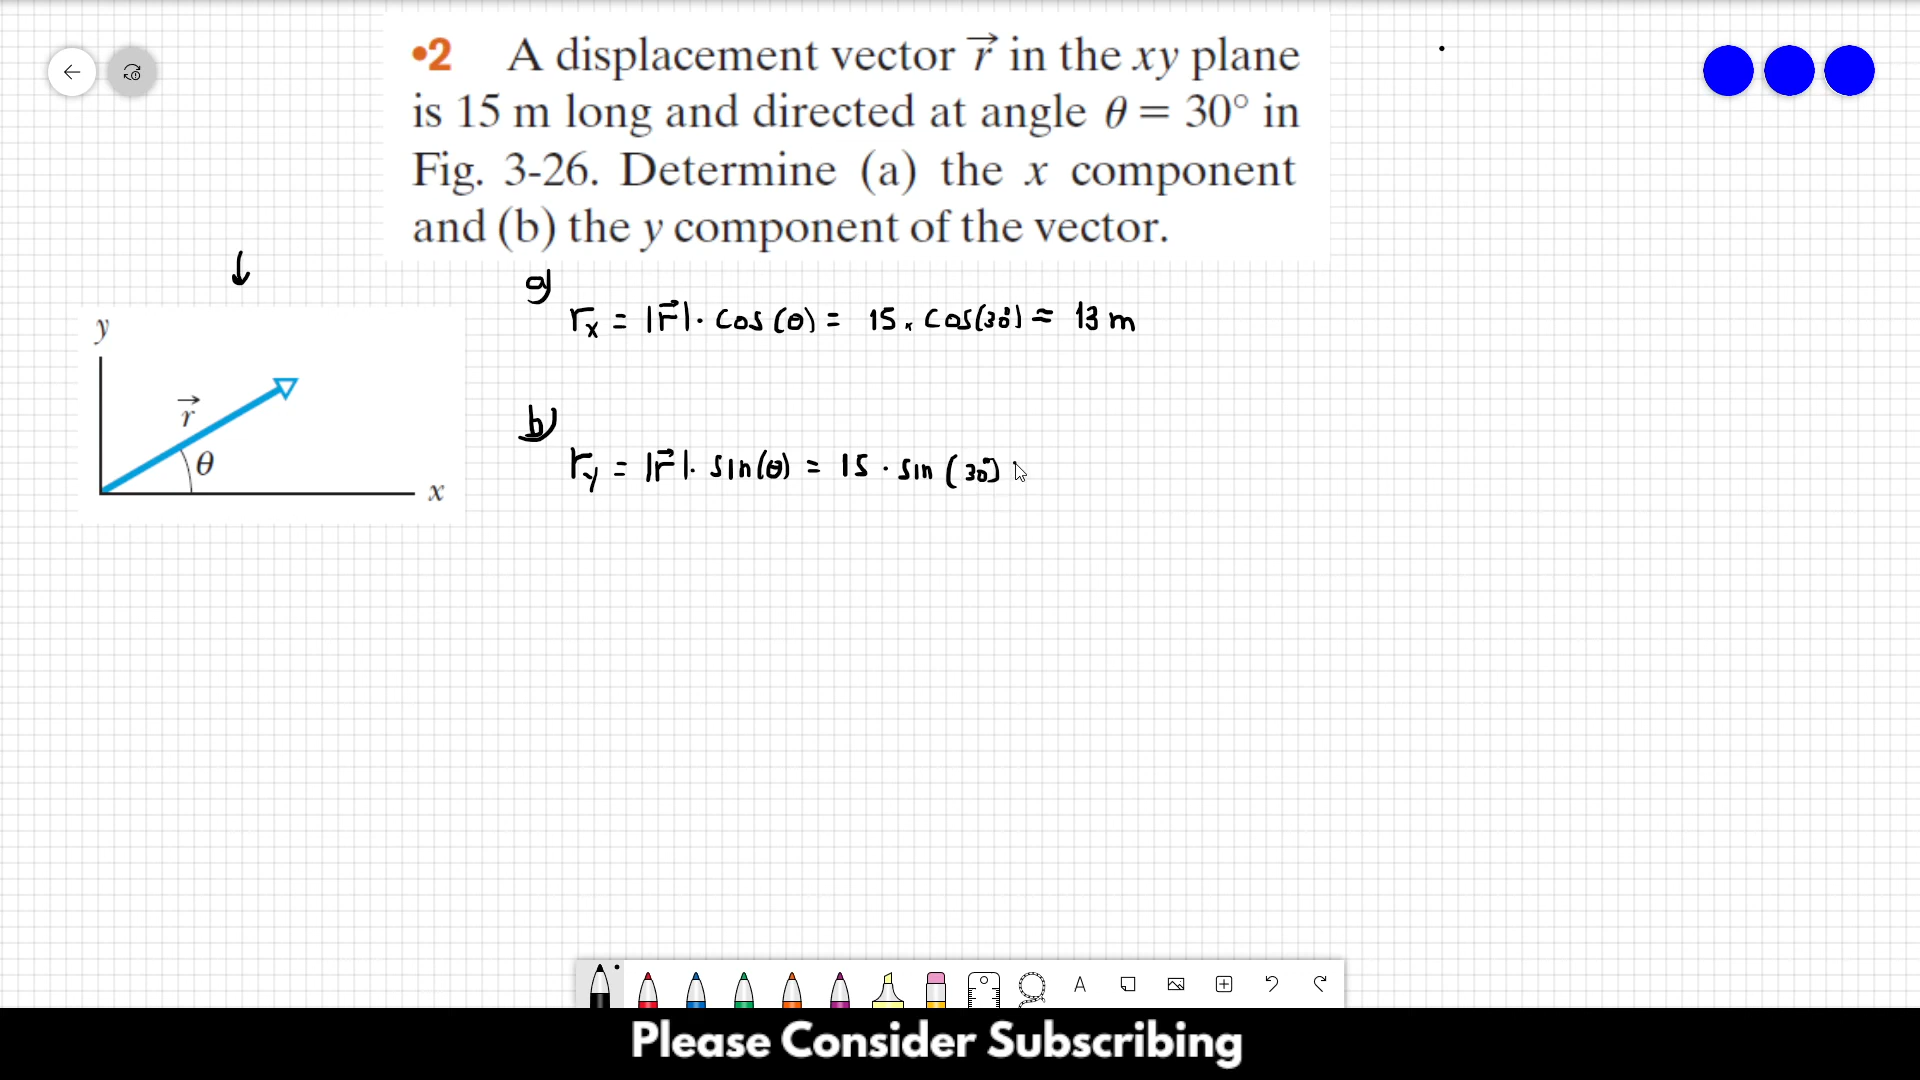 •2 A displacement vector r⃗ in the xy plane
is 15 m long and directed at angle θ = 30° in
Fig. 3-26. Determine (a) the x component
and (b) the y component of the vector.
a)
rₓ = |r⃗| · cos(θ) = 15 · cos(30°) ≈ 13 m
y
r⃗
θ
x
b)
r_y = |r⃗| · sin(θ) = 15 · sin(30°)
A
Please Consider Subscribing